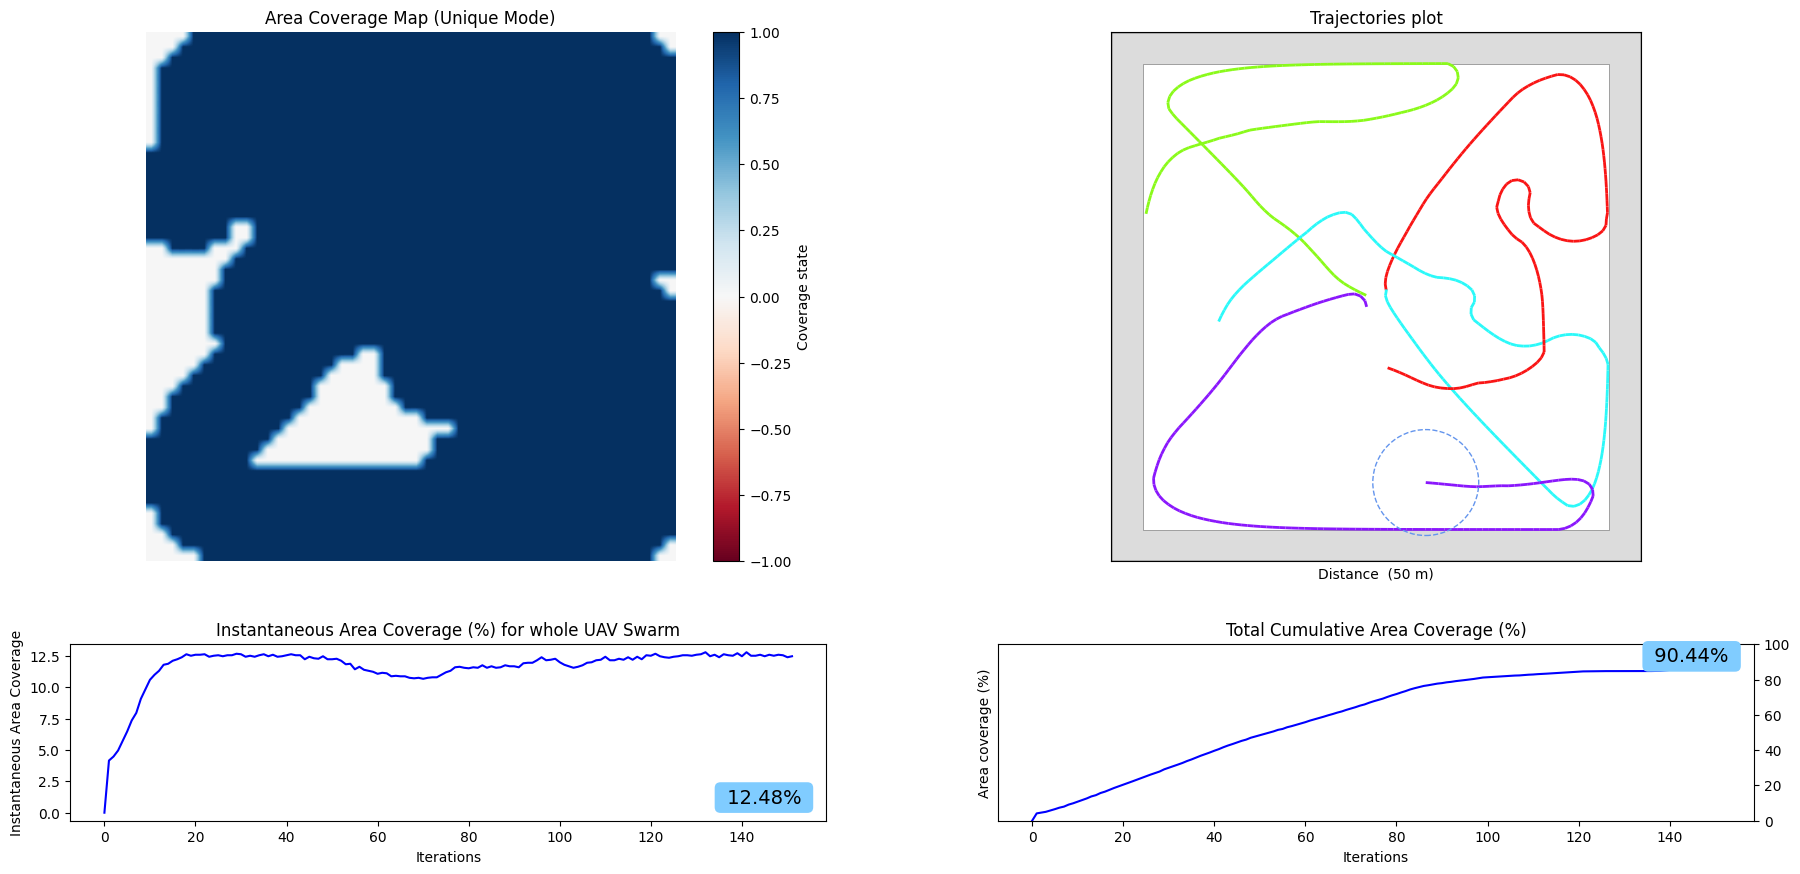 Area Coverage Map (Unique Mode)
1.00
0.75
0.50
0.25
0.00
−0.25
−0.50
−0.75
−1.00
Coverage state
Trajectories plot
Distance  (50 m)
Instantaneous Area Coverage (%) for whole UAV Swarm
Instantaneous Area Coverage
12.5
10.0
7.5
5.0
2.5
0.0
12.48%
0 20 40 60 80 100 120 140
Iterations
Total Cumulative Area Coverage (%)
Area coverage (%)
90.44%
100
80
60
40
20
0
0 20 40 60 80 100 120 140
Iterations